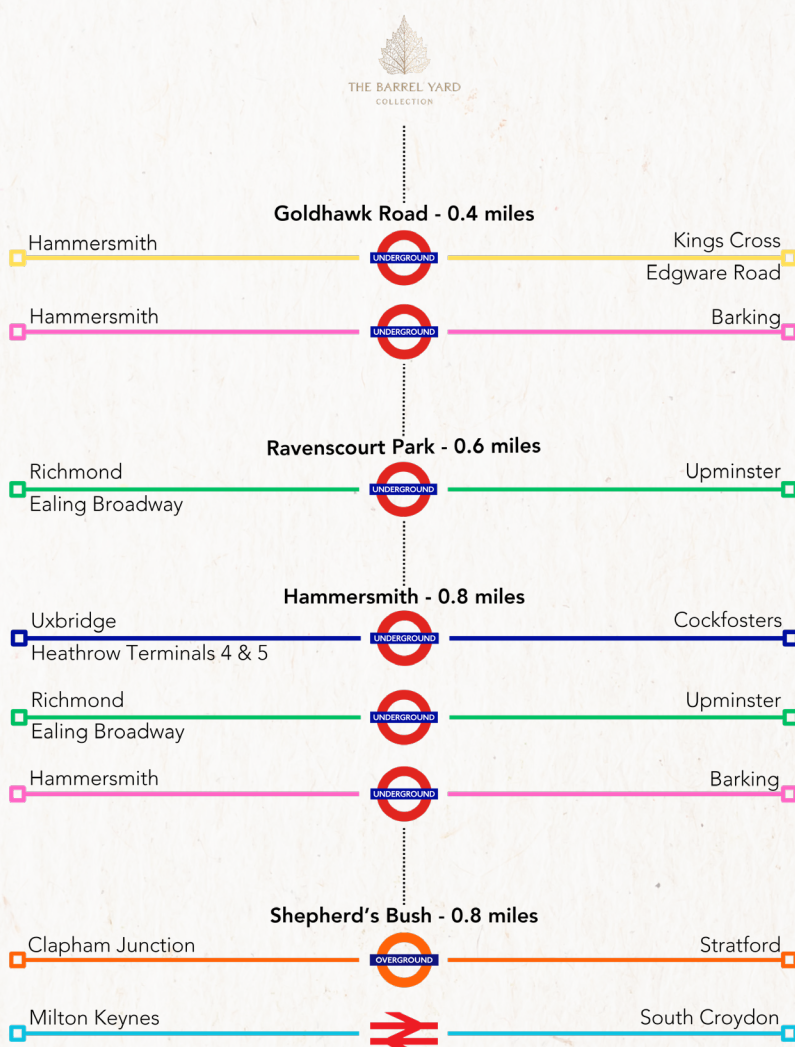 THE BARREL YARD
COLLECTION
Goldhawk Road - 0.4 miles
Hammersmith
Kings Cross
UNDERGROUND
Edgware Road
Hammersmith
Barking
UNDERGROUND
Ravenscourt Park - 0.6 miles
Richmond
Upminster
UNDERGROUND
Ealing Broadway
Hammersmith - 0.8 miles
Uxbridge
Cockfosters
UNDERGROUND
Heathrow Terminals 4 & 5
Richmond
Upminster
UNDERGROUND
Ealing Broadway
Hammersmith
Barking
UNDERGROUND
Shepherd's Bush - 0.8 miles
Clapham Junction
Stratford
OVERGROUND
Milton Keynes
South Croydon